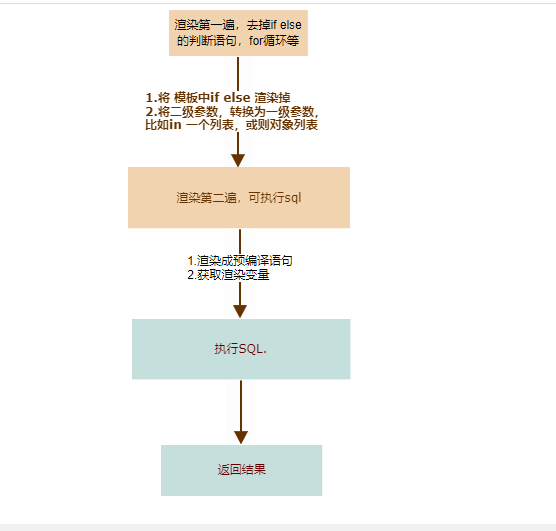 渲染第一遍，去掉if else
的判断语句，for循环等
1.将 模板中if else 渲染掉
2.将二级参数，转换为一级参数，
比如in 一个列表，或则对象列表
渲染第二遍，可执行sql
1.渲染成预编译语句
2.获取渲染变量
执行SQL.
返回结果